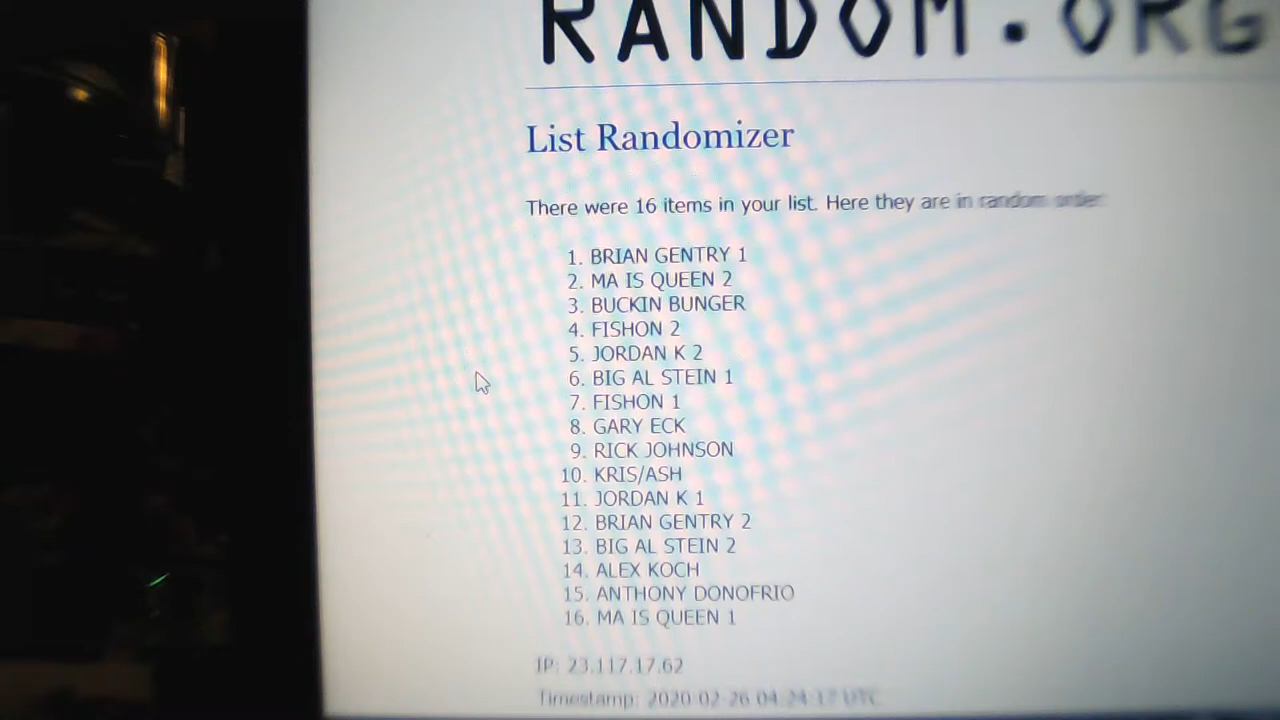 RANDOM.ORG
List Randomizer
There were 16 items in your list. Here they are in random order:
1. BRIAN GENTRY 1
2. MA IS QUEEN 2
3. BUCKIN BUNGER
4. FISHON 2
5. JORDAN K 2
6. BIG AL STEIN 1
7. FISHON 1
8. GARY ECK
9. RICK JOHNSON
10. KRIS/ASH
11. JORDAN K 1
12. BRIAN GENTRY 2
13. BIG AL STEIN 2
14. ALEX KOCH
15. ANTHONY DONOFRIO
16. MA IS QUEEN 1
IP: 23.117.17.62
Timestamp: 2020-02-26 04:24:17 UTC